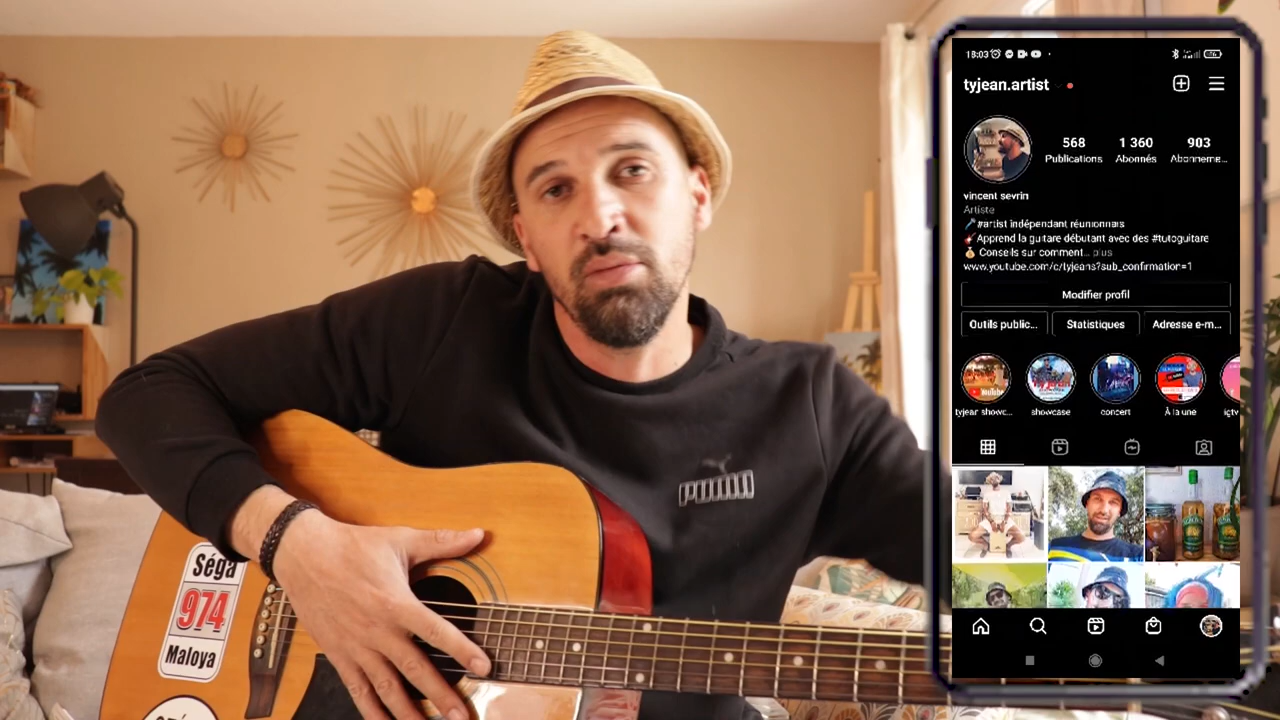 Séga
974
Maloya
PUMA
18:03
tyjean.artist
568
1 360
903
Publications
Abonnés
Abonneme...
vincent sevrin
Artiste
#artist indépendant réunionnais
Apprend la guitare débutant avec des #tutoguitare
Conseils sur comment... plus
www.youtube.com/c/tyjeans?sub_confirmation=1
Modifier profil
Outils public...
Statistiques
Adresse e-m...
tyjean showc...
showcase
concert
À la une
igtv